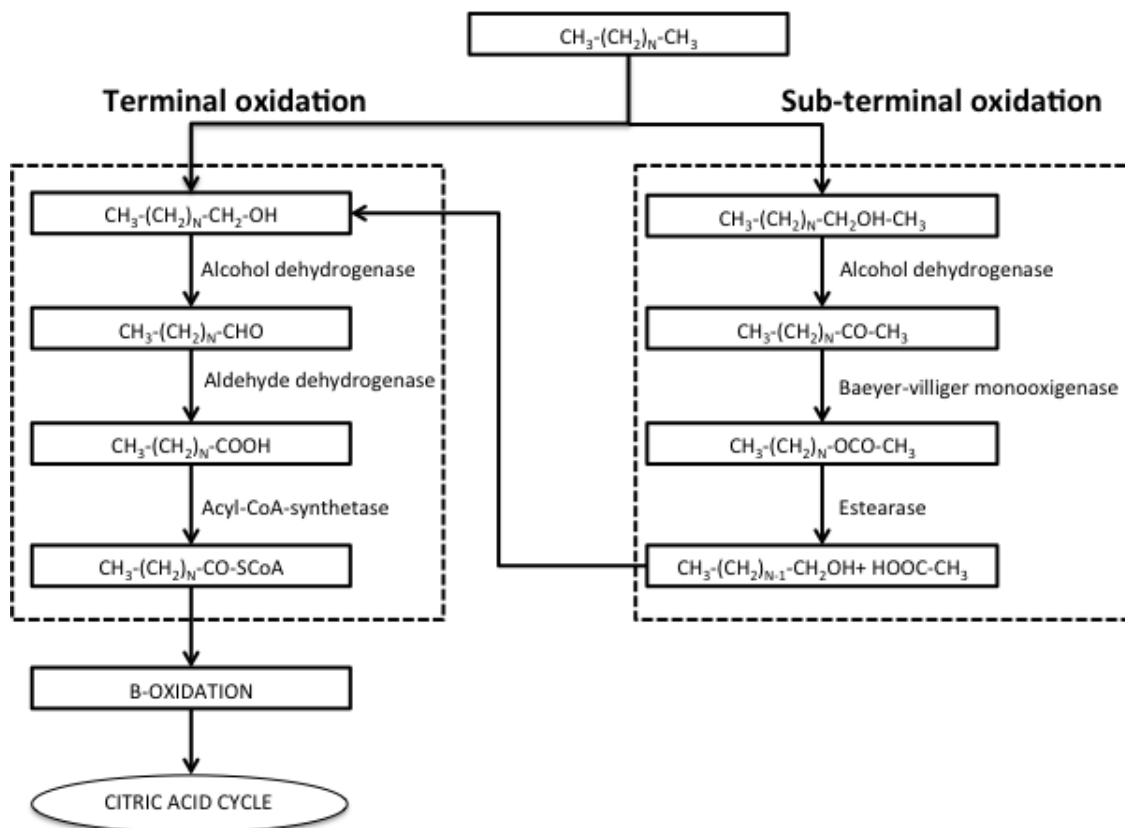 CH₃-(CH₂)ₙ-CH₃
Terminal oxidation
Sub-terminal oxidation
CH₃-(CH₂)ₙ-CH₂-OH
CH₃-(CH₂)ₙ-CH₂OH-CH₃
Alcohol dehydrogenase
Alcohol dehydrogenase
CH₃-(CH₂)ₙ-CHO
CH₃-(CH₂)ₙ-CO-CH₃
Aldehyde dehydrogenase
Baeyer-villiger monooxigenase
CH₃-(CH₂)ₙ-COOH
CH₃-(CH₂)ₙ-OCO-CH₃
Acyl-CoA-synthetase
Estearase
CH₃-(CH₂)ₙ-CO-SCoA
CH₃-(CH₂)ₙ₋₁-CH₂OH+ HOOC-CH₃
B-OXIDATION
CITRIC ACID CYCLE